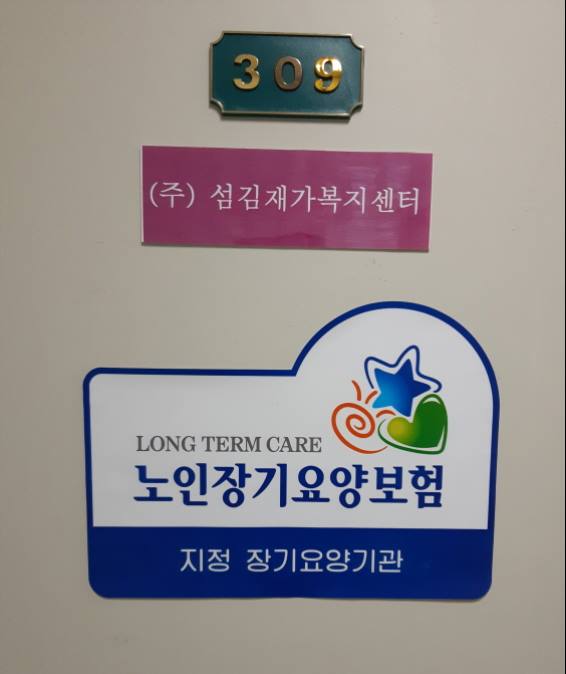 309
(주) 섬김재가복지센터
LONG TERM CARE
노인장기요양보험
지정 장기요양기관